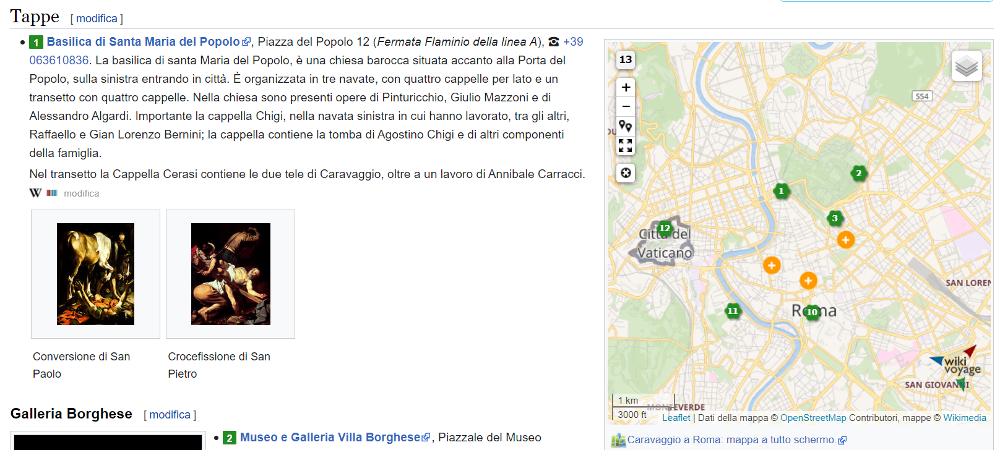 Tappe [ modifica ]
• 1 Basilica di Santa Maria del Popolo, Piazza del Popolo 12 (Fermata Flaminio della linea A), ☎ +39
063610836. La basilica di santa Maria del Popolo, è una chiesa barocca situata accanto alla Porta del
Popolo, sulla sinistra entrando in città. È organizzata in tre navate, con quattro cappelle per lato e un
transetto con quattro cappelle. Nella chiesa sono presenti opere di Pinturicchio, Giulio Mazzoni e di
Alessandro Algardi. Importante la cappella Chigi, nella navata sinistra in cui hanno lavorato, tra gli altri,
Raffaello e Gian Lorenzo Bernini; la cappella contiene la tomba di Agostino Chigi e di altri componenti
della famiglia.
Nel transetto la Cappella Cerasi contiene le due tele di Caravaggio, oltre a un lavoro di Annibale Carracci.
W modifica
Conversione di San
Paolo
Crocefissione di San
Pietro
Galleria Borghese [ modifica ]
• 2 Museo e Galleria Villa Borghese, Piazzale del Museo
13
+
−
SS4
2
1
3
12
Città del
Vaticano
+
+
+
SAN LOREN
11
Roma
10
wiki
voyage
SAN GIOVANNI
1 km
MONTEVERDE
3000 ft
Leaflet | Dati della mappa © OpenStreetMap Contributori, mappe © Wikimedia
Caravaggio a Roma: mappa a tutto schermo.